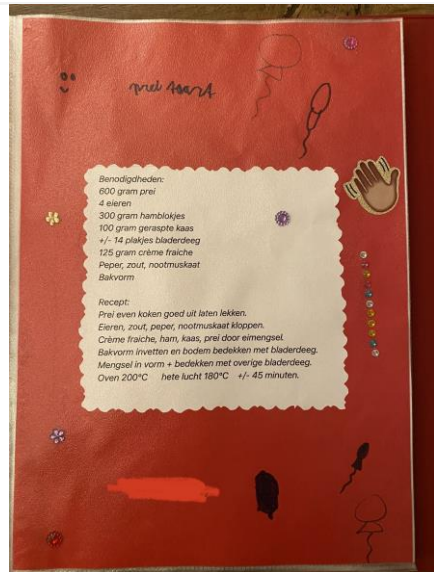 prei taart
Benodigdheden:
600 gram prei
4 eieren
300 gram hamblokjes
100 gram geraspte kaas
+/- 14 plakjes bladerdeeg
125 gram crème fraiche
Peper, zout, nootmuskaat
Bakvorm
Recept:
Prei even koken goed uit laten lekken.
Eieren, zout, peper, nootmuskaat kloppen.
Crème fraiche, ham, kaas, prei door eimengsel.
Bakvorm invetten en bodem bedekken met bladerdeeg.
Mengsel in vorm + bedekken met overige bladerdeeg.
Oven 200°C hete lucht 180°C +/- 45 minuten.